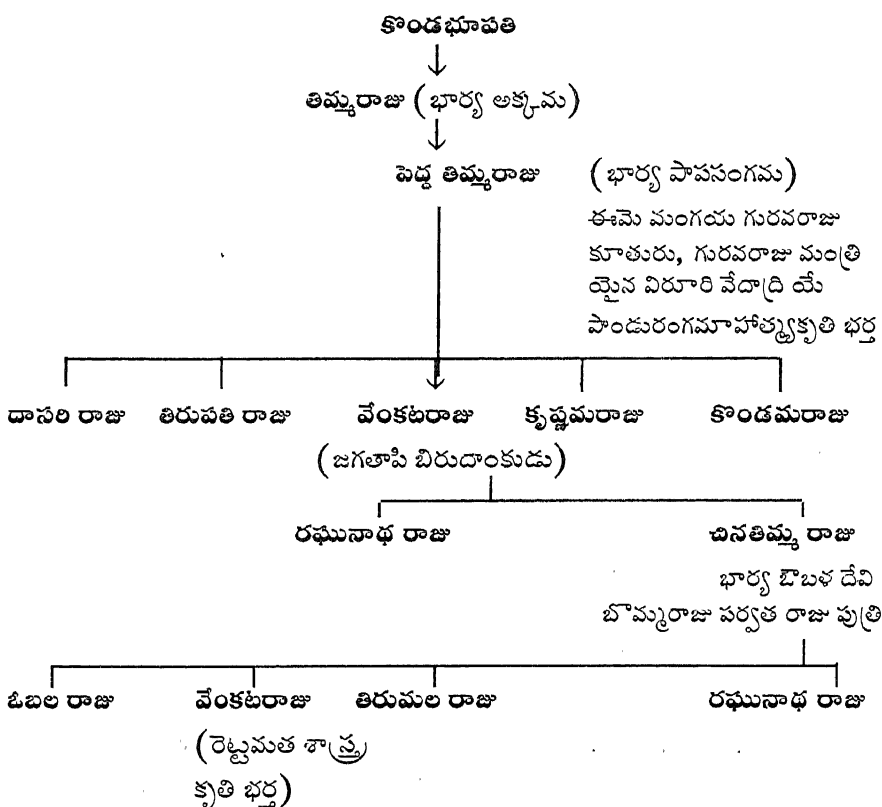 కొండభూపతి
తిమ్మరాజు (భార్య అక్కమ)
పెద్ద తిమ్మరాజు (భార్య పాపసంగమ)
ఈమె మంగయ గురవరాజు
కూతురు, గురవరాజు మంత్రి
యైన విరూరి వేదాద్రి యే
పాండురంగమాహాత్మ్యకృతి భర్త
దాసరి రాజు తిరుపతి రాజు వేంకటరాజు కృష్ణమరాజు కొండమరాజు
(జగతాపి బిరుదాంకుడు)
రఘునాథ రాజు చినతిమ్మ రాజు
భార్య ఔబళ దేవి
బొమ్మరాజు పర్వత రాజు పుత్రి
ఓబల రాజు వేంకటరాజు తిరుమల రాజు రఘునాథ రాజు
(రెట్టమత శాస్త్ర
కృతి భర్త)